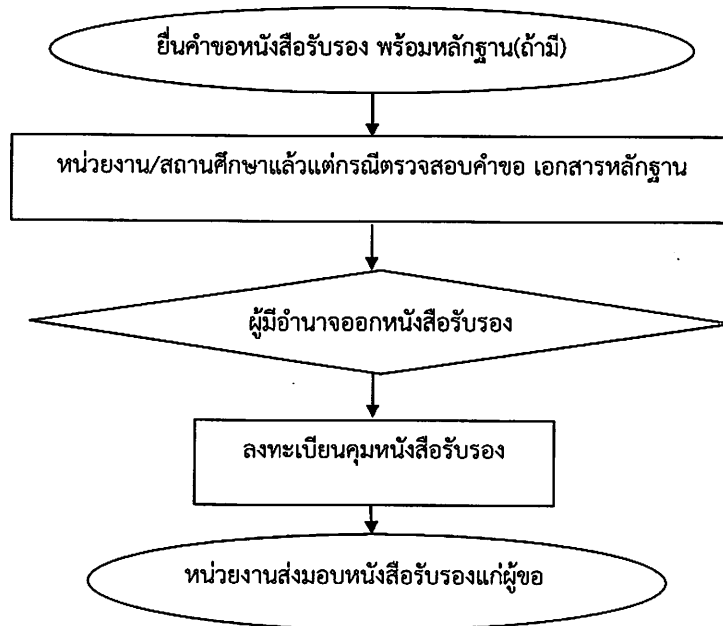 ยื่นคำขอหนังสือรับรอง พร้อมหลักฐาน(ถ้ามี)
หน่วยงาน/สถานศึกษาแล้วแต่กรณีตรวจสอบคำขอ เอกสารหลักฐาน
ผู้มีอำนาจออกหนังสือรับรอง
ลงทะเบียนคุมหนังสือรับรอง
หน่วยงานส่งมอบหนังสือรับรองแก่ผู้ขอ